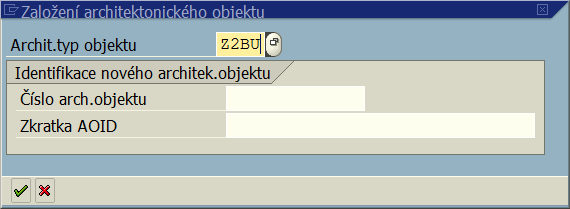 Založení architektonického objektu
Archit.typ objektu Z2BU
Identifikace nového architek.objektu
Číslo arch.objektu
Zkratka AOID